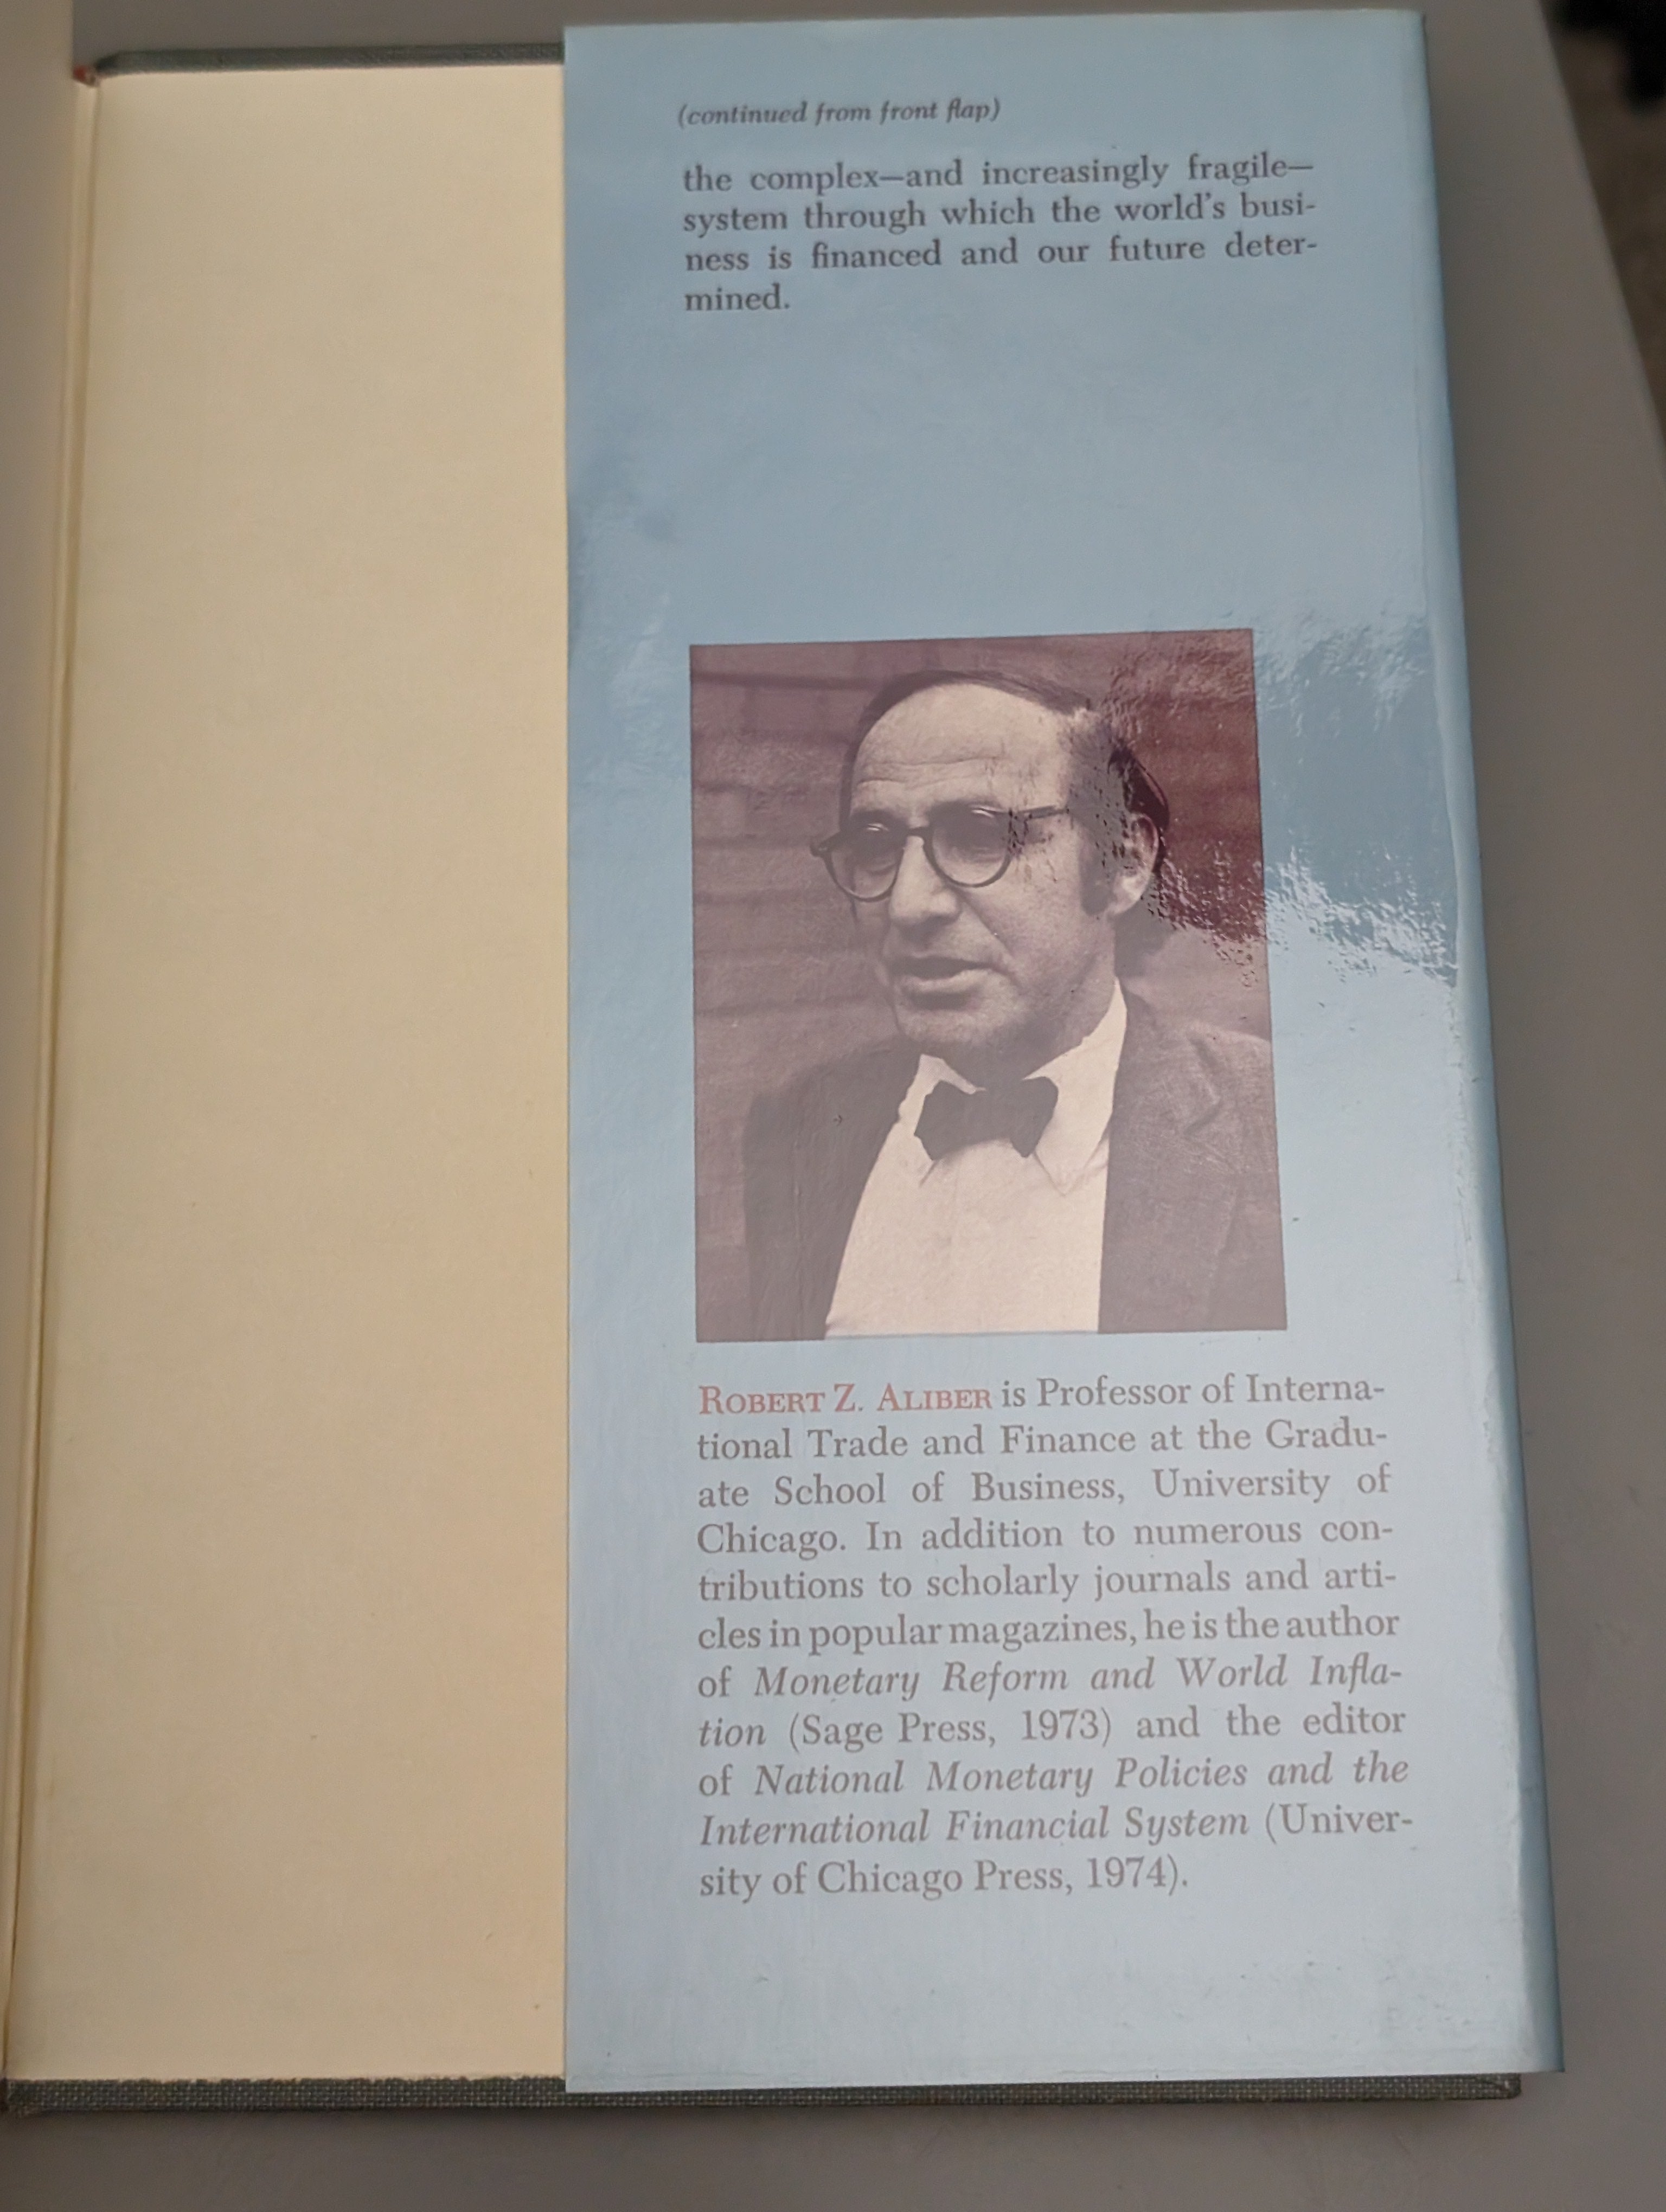 (continued from front flap)
the complex—and increasingly fragile—
system through which the world's busi-
ness is financed and our future deter-
mined.
ROBERT Z. ALIBER is Professor of Interna-
tional Trade and Finance at the Gradu-
ate School of Business, University of
Chicago. In addition to numerous con-
tributions to scholarly journals and arti-
cles in popular magazines, he is the author
of Monetary Reform and World Infla-
tion (Sage Press, 1973) and the editor
of National Monetary Policies and the
International Financial System (Univer-
sity of Chicago Press, 1974).